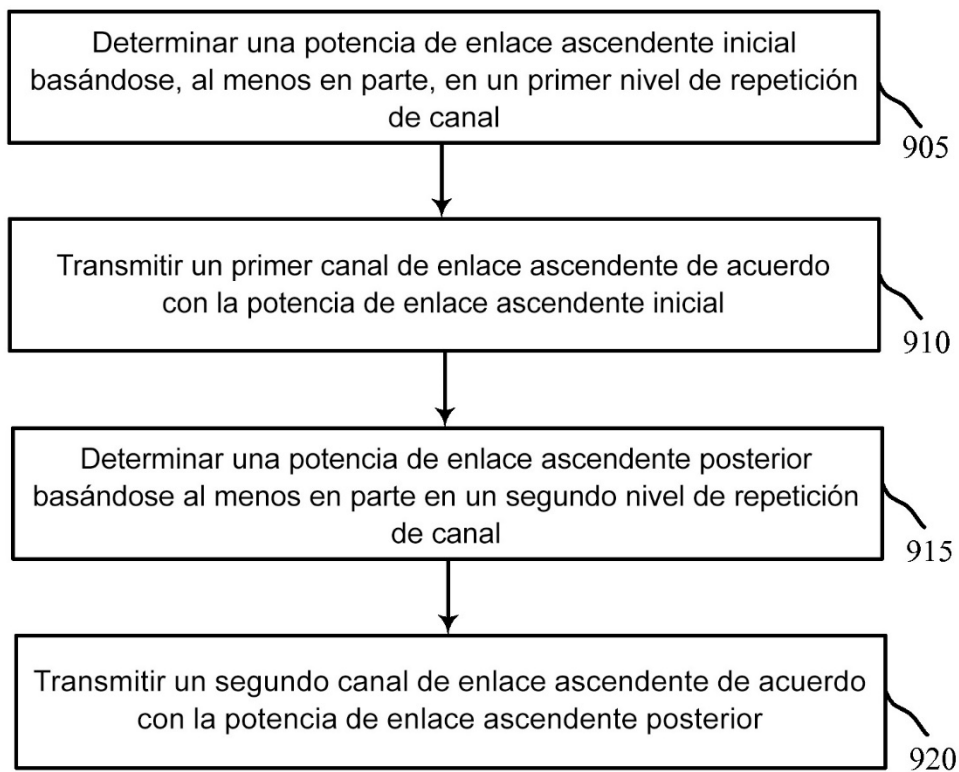 Determinar una potencia de enlace ascendente inicial
basándose, al menos en parte, en un primer nivel de repetición
de canal
905
Transmitir un primer canal de enlace ascendente de acuerdo
con la potencia de enlace ascendente inicial
910
Determinar una potencia de enlace ascendente posterior
basándose al menos en parte en un segundo nivel de repetición
de canal
915
Transmitir un segundo canal de enlace ascendente de acuerdo
con la potencia de enlace ascendente posterior
920